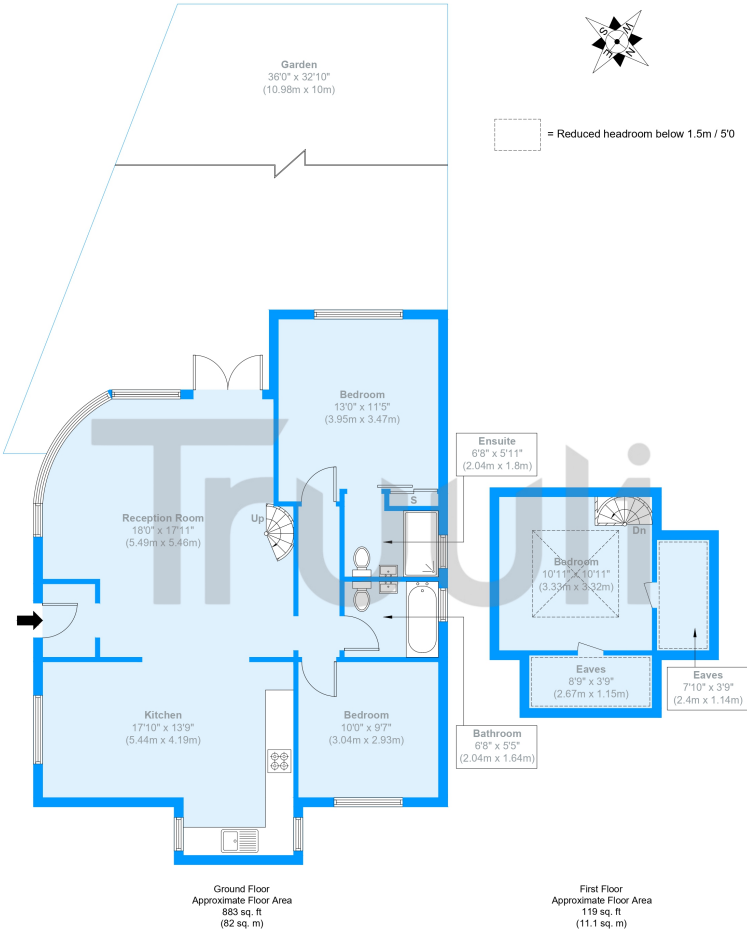 Garden
36'0" x 32'10"
(10.98m x 10m)
S
W
E
N
= Reduced headroom below 1.5m / 5'0
Bedroom
13'0" x 11'5"
(3.95m x 3.47m)
Ensuite
6'8" x 5'11"
(2.04m x 1.8m)
S
Truuli
Reception Room
18'0" x 17'11"
(5.49m x 5.46m)
Up
Dn
Bedroom
10'11" x 10'11"
(3.33m x 3.32m)
Eaves
8'9" x 3'9"
(2.67m x 1.15m)
Eaves
7'10" x 3'9"
(2.4m x 1.14m)
Kitchen
17'10" x 13'9"
(5.44m x 4.19m)
Bedroom
10'0" x 9'7"
(3.04m x 2.93m)
Bathroom
6'8" x 5'5"
(2.04m x 1.64m)
Ground Floor
Approximate Floor Area
883 sq. ft
(82 sq. m)
First Floor
Approximate Floor Area
119 sq. ft
(11.1 sq. m)